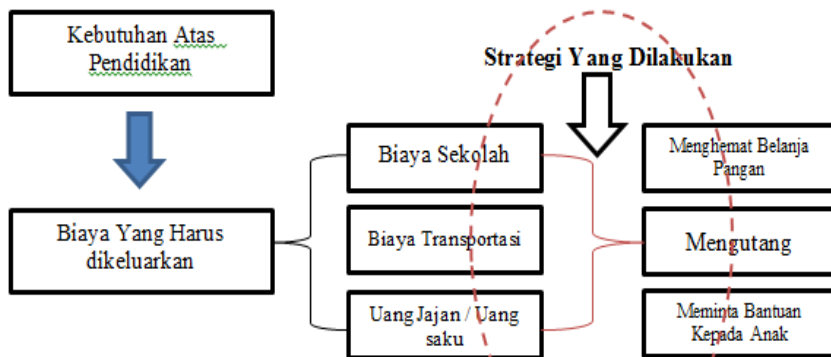 Kebutuhan Atas
Pendidikan
Strategi Yang Dilakukan
Biaya Sekolah
Menghemat Belanja
Pangan
Biaya Yang Harus
dikeluarkan
Biaya Transportasi
Mengutang
Uang Jajan / Uang
saku
Meminta Bantuan
Kepada Anak